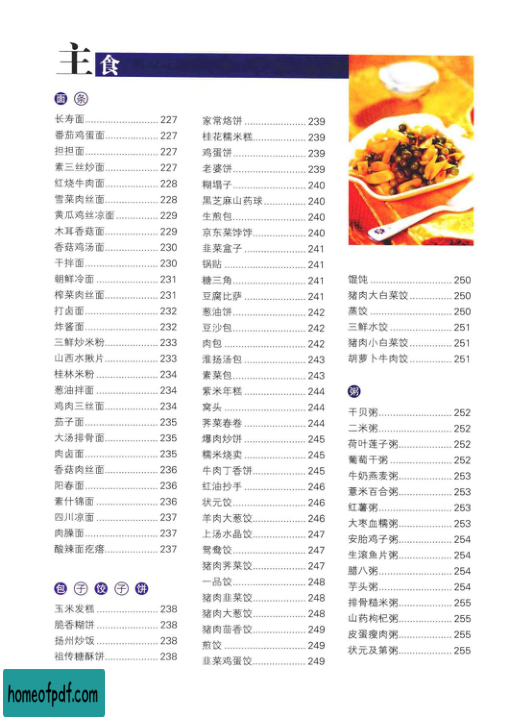 主食
面条
长寿面 227
番茄鸡蛋面 227
担担面 227
素三丝炒面 227
红烧牛肉面 228
雪菜肉丝面 228
黄瓜鸡丝凉面 229
木耳香菇面 229
香菇鸡汤面 230
干拌面 230
朝鲜冷面 231
榨菜肉丝面 231
打卤面 232
炸酱面 232
三鲜炒米粉 233
山西水揪片 233
桂林米粉 234
葱油拌面 234
鸡肉三丝面 234
茄子面 235
大汤排骨面 235
肉卤面 235
香菇肉丝面 236
阳春面 236
素什锦面 236
四川凉面 237
肉臊面 237
酸辣面疙瘩 237
包子饺子饼
玉米发糕 238
脆香糊饼 238
扬州炒饭 238
祖传糖酥饼 238
家常烙饼 239
桂花糯米糕 239
鸡蛋饼 239
老婆饼 239
糊塌子 240
黑芝麻山药球 240
生煎包 240
京东菜饽饽 240
韭菜盒子 241
锅贴 241
糖三角 241
豆腐比萨 241
葱油饼 242
豆沙包 242
肉包 242
淮扬汤包 243
素菜包 243
紫米年糕 244
窝头 244
荠菜春卷 244
爆肉炒饼 245
糯米烧卖 245
牛肉丁香饼 245
红油抄手 246
状元饺 246
羊肉大葱饺 246
上汤水晶饺 247
鸳鸯饺 247
猪肉荠菜饺 247
一品饺 248
猪肉韭菜饺 248
猪肉大葱饺 248
猪肉茴香饺 249
煎饺 249
韭菜鸡蛋饺 249
馄饨 250
猪肉大白菜饺 250
蒸饺 250
三鲜水饺 251
猪肉小白菜饺 251
胡萝卜牛肉饺 251
粥
干贝粥 252
二米粥 252
荷叶莲子粥 252
葡萄干粥 252
牛奶燕麦粥 253
薏米百合粥 253
红薯粥 253
大枣血糯粥 253
安胎鸡子粥 254
生滚鱼片粥 254
腊八粥 254
芋头粥 254
排骨糙米粥 255
山药枸杞粥 255
皮蛋瘦肉粥 255
状元及第粥 255
homeofpdf.com